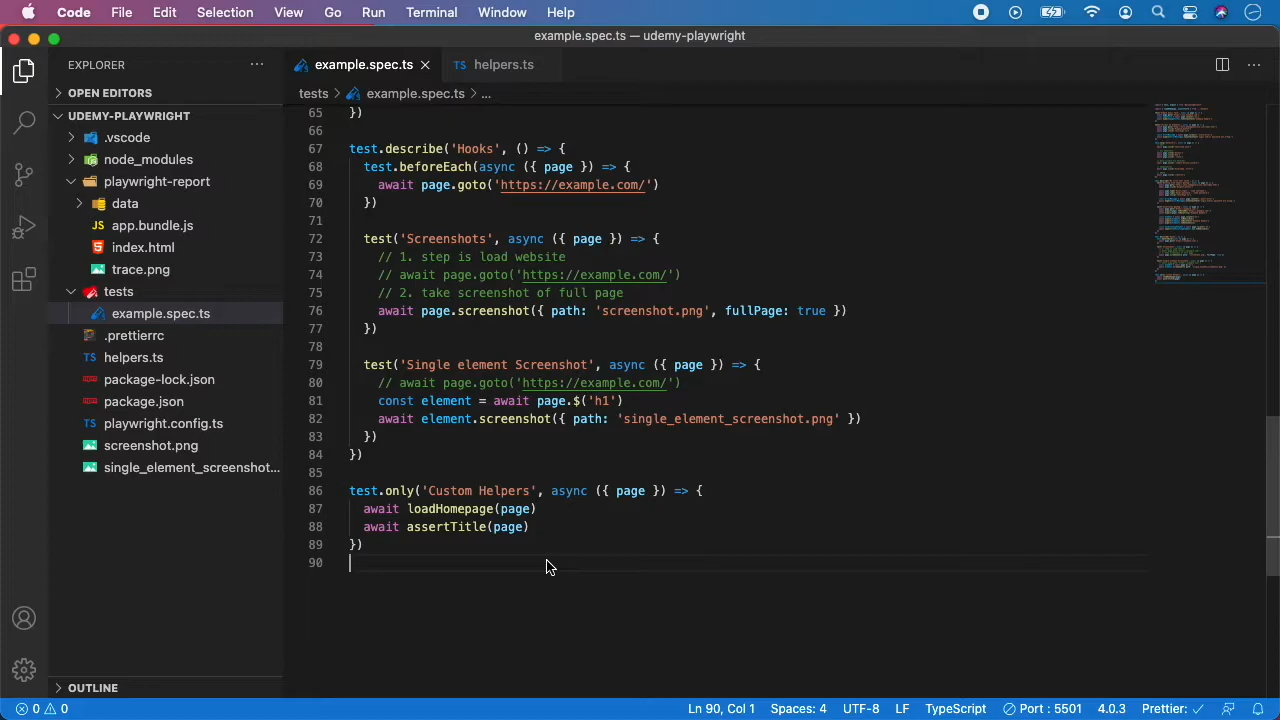 Code File Edit Selection View Go Run Terminal Window Help
example.spec.ts — udemy-playwright
EXPLORER
OPEN EDITORS
UDEMY-PLAYWRIGHT
.vscode
node_modules
playwright-report
data
JS app.bundle.js
index.html
trace.png
tests
example.spec.ts
.prettierrc
TS helpers.ts
package-lock.json
package.json
TS playwright.config.ts
screenshot.png
single_element_screenshot...
OUTLINE
example.spec.ts
TS helpers.ts
tests > example.spec.ts > ...
65 })
66
67 test.describe('Hooks', () => {
68 test.beforeEach(async ({ page }) => {
69 await page.goto('https://example.com/')
70 })
71
72 test('Screenshots', async ({ page }) => {
73 // 1. step is load website
74 // await page.goto('https://example.com/')
75 // 2. take screenshot of full page
76 await page.screenshot({ path: 'screenshot.png', fullPage: true })
77 })
78
79 test('Single element Screenshot', async ({ page }) => {
80 // await page.goto('https://example.com/')
81 const element = await page.$('h1')
82 await element.screenshot({ path: 'single_element_screenshot.png' })
83 })
84 })
85
86 test.only('Custom Helpers', async ({ page }) => {
87 await loadHomepage(page)
88 await assertTitle(page)
89 })
90
0 0 Ln 90, Col 1 Spaces: 4 UTF-8 LF TypeScript Port : 5501 4.0.3 Prettier: ✓